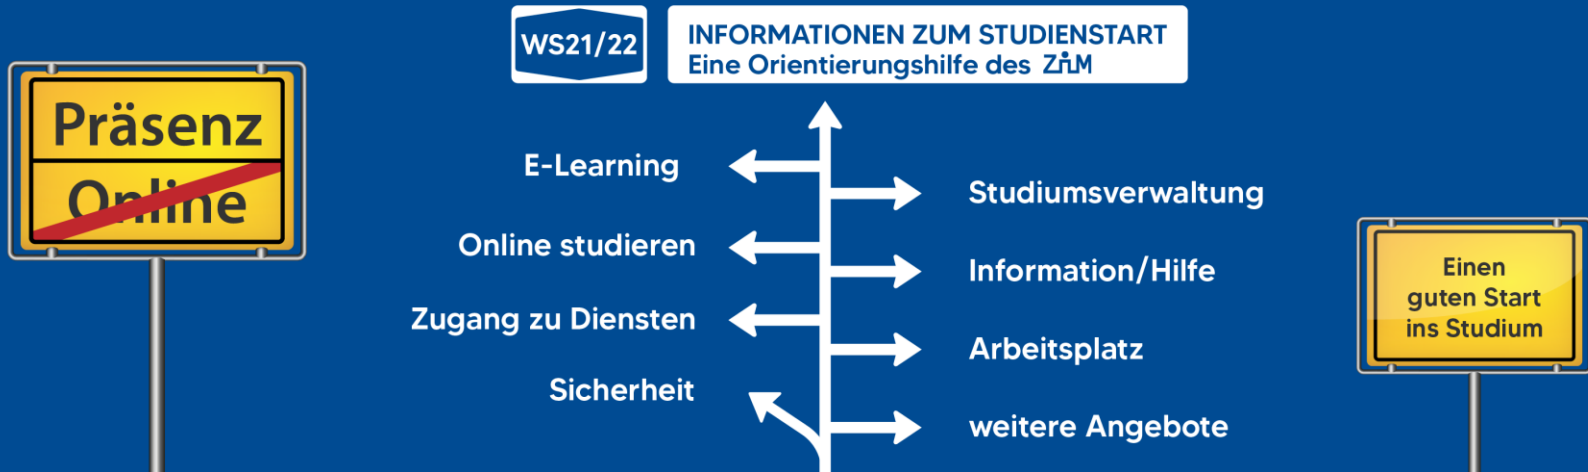 WS21/22
INFORMATIONEN ZUM STUDIENSTART
Eine Orientierungshilfe des ZIM
Präsenz
Online
E-Learning
Online studieren
Zugang zu Diensten
Sicherheit
Studiumsverwaltung
Information/Hilfe
Arbeitsplatz
weitere Angebote
Einen
guten Start
ins Studium